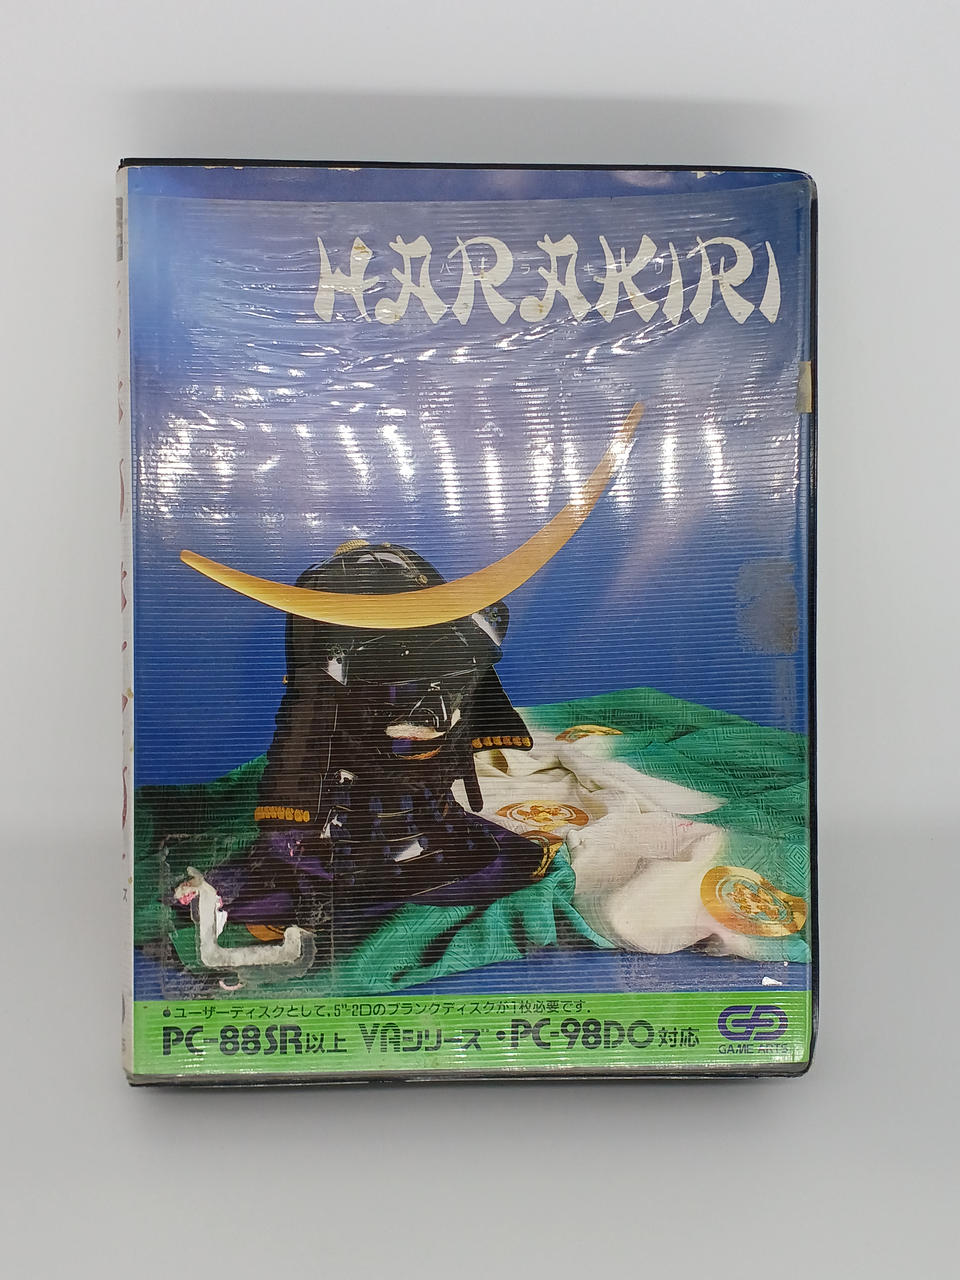 HARAKIRI
ハラキリ
●ユーザーディスクとして、5"-2Dのブランクディスクが1枚必要です.
PC-88SR以上 VAシリーズ・PC-98DO対応
GAME ARTS